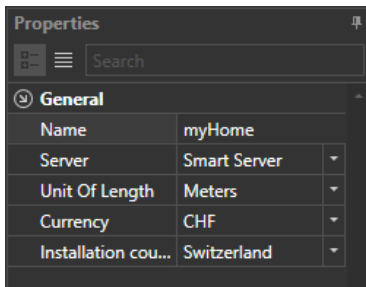 Properties
Search
General
Name myHome
Server Smart Server
Unit Of Length Meters
Currency CHF
Installation cou... Switzerland